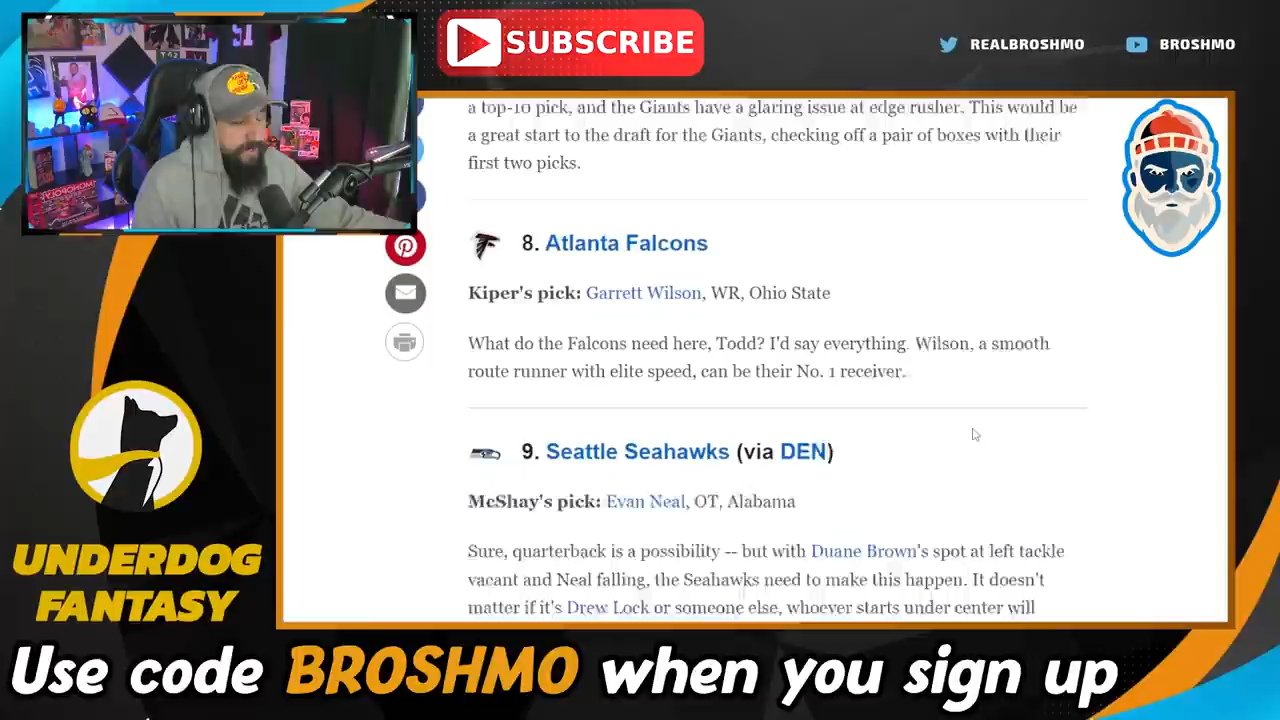 SUBSCRIBE
REALBROSHMO
BROSHMO
a top-10 pick, and the Giants have a glaring issue at edge rusher. This would be
a great start to the draft for the Giants, checking off a pair of boxes with their
first two picks.
8. Atlanta Falcons
Kiper's pick: Garrett Wilson, WR, Ohio State
What do the Falcons need here, Todd? I'd say everything. Wilson, a smooth
route runner with elite speed, can be their No. 1 receiver.
9. Seattle Seahawks (via DEN)
McShay's pick: Evan Neal, OT, Alabama
Sure, quarterback is a possibility -- but with Duane Brown's spot at left tackle
vacant and Neal falling, the Seahawks need to make this happen. It doesn't
matter if it's Drew Lock or someone else, whoever starts under center will
MONOPOLY
UNDERDOG
FANTASY
Use code BROSHMO when you sign up